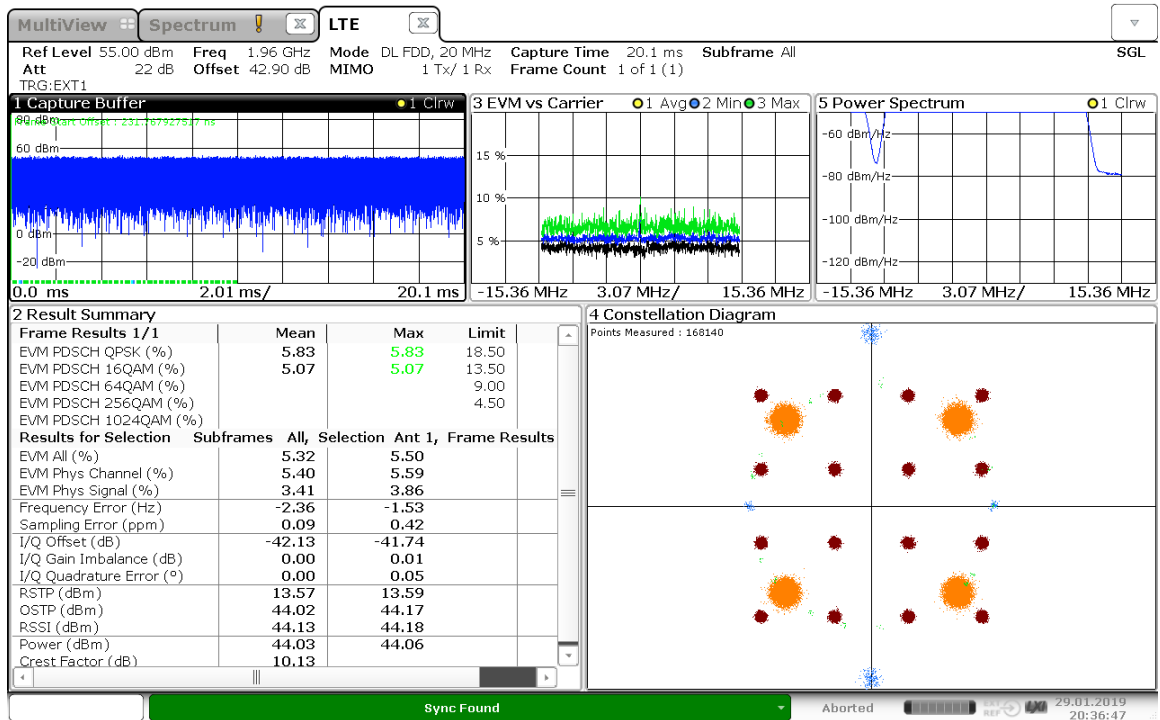 MultiView Spectrum LTE
Ref Level 55.00 dBm Freq 1.96 GHz Mode DL FDD, 20 MHz Capture Time 20.1 ms Subframe All SGL
Att 22 dB Offset 42.90 dB MIMO 1 Tx/ 1 Rx Frame Count 1 of 1 (1)
TRG:EXT1
1 Capture Buffer 1 Clrw
80 dBm
Frame Start Offset : 231.767927517 ns
60 dBm
0 dBm
-20 dBm
0.0 ms 2.01 ms/ 20.1 ms
3 EVM vs Carrier 1 Avg 2 Min 3 Max
15 %
10 %
5 %
-15.36 MHz 3.07 MHz/ 15.36 MHz
5 Power Spectrum 1 Clrw
-60 dBm/Hz
-80 dBm/Hz
-100 dBm/Hz
-120 dBm/Hz
-15.36 MHz 3.07 MHz/ 15.36 MHz
2 Result Summary
Frame Results 1/1 Mean Max Limit
EVM PDSCH QPSK (%) 5.83 5.83 18.50
EVM PDSCH 16QAM (%) 5.07 5.07 13.50
EVM PDSCH 64QAM (%) 9.00
EVM PDSCH 256QAM (%) 4.50
EVM PDSCH 1024QAM (%)
Results for Selection Subframes All, Selection Ant 1, Frame Results
EVM All (%) 5.32 5.50
EVM Phys Channel (%) 5.40 5.59
EVM Phys Signal (%) 3.41 3.86
Frequency Error (Hz) -2.36 -1.53
Sampling Error (ppm) 0.09 0.42
I/Q Offset (dB) -42.13 -41.74
I/Q Gain Imbalance (dB) 0.00 0.01
I/Q Quadrature Error (°) 0.00 0.05
RSTP (dBm) 13.57 13.59
OSTP (dBm) 44.02 44.17
RSSI (dBm) 44.13 44.18
Power (dBm) 44.03 44.06
Crest Factor (dB) 10.13
4 Constellation Diagram
Points Measured : 168140
Sync Found
Aborted
EXT
REF
LXI
29.01.2019
20:36:47